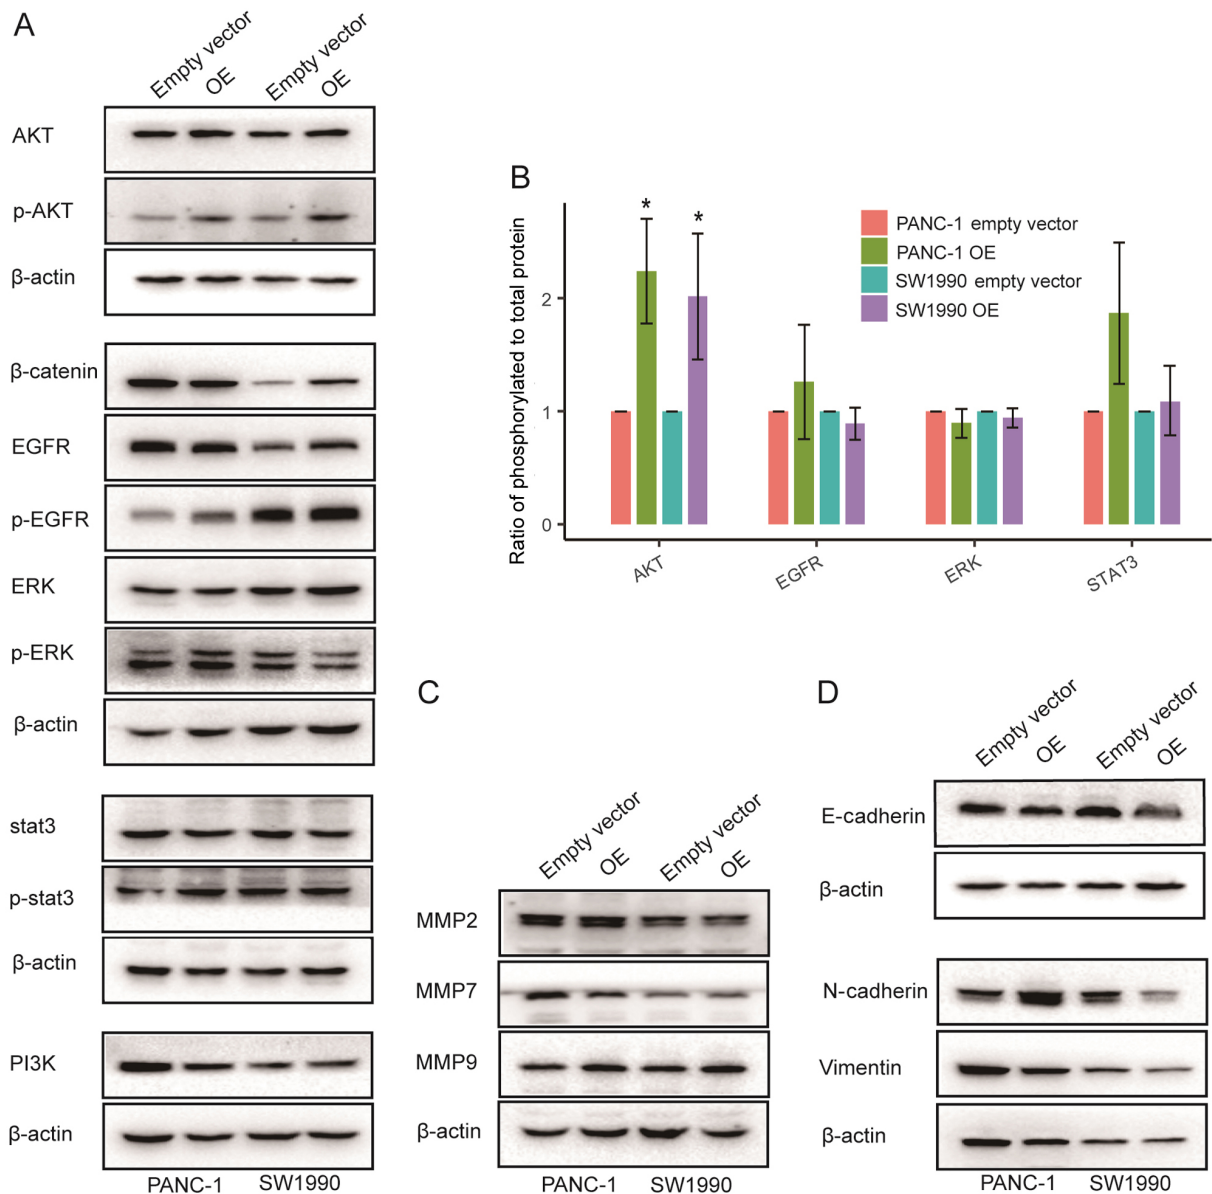 A
Empty vector
OE
Empty vector
OE
AKT
p-AKT
β-actin
β-catenin
EGFR
p-EGFR
ERK
p-ERK
β-actin
stat3
p-stat3
β-actin
PI3K
β-actin
PANC-1 SW1990
B
Ratio of phosphorylated to total protein
2
1
0
* *
PANC-1 empty vector
PANC-1 OE
SW1990 empty vector
SW1990 OE
AKT EGFR ERK STAT3
C
Empty vector
OE
Empty vector
OE
MMP2
MMP7
MMP9
β-actin
PANC-1 SW1990
D
Empty vector
OE
Empty vector
OE
E-cadherin
β-actin
N-cadherin
Vimentin
β-actin
PANC-1 SW1990